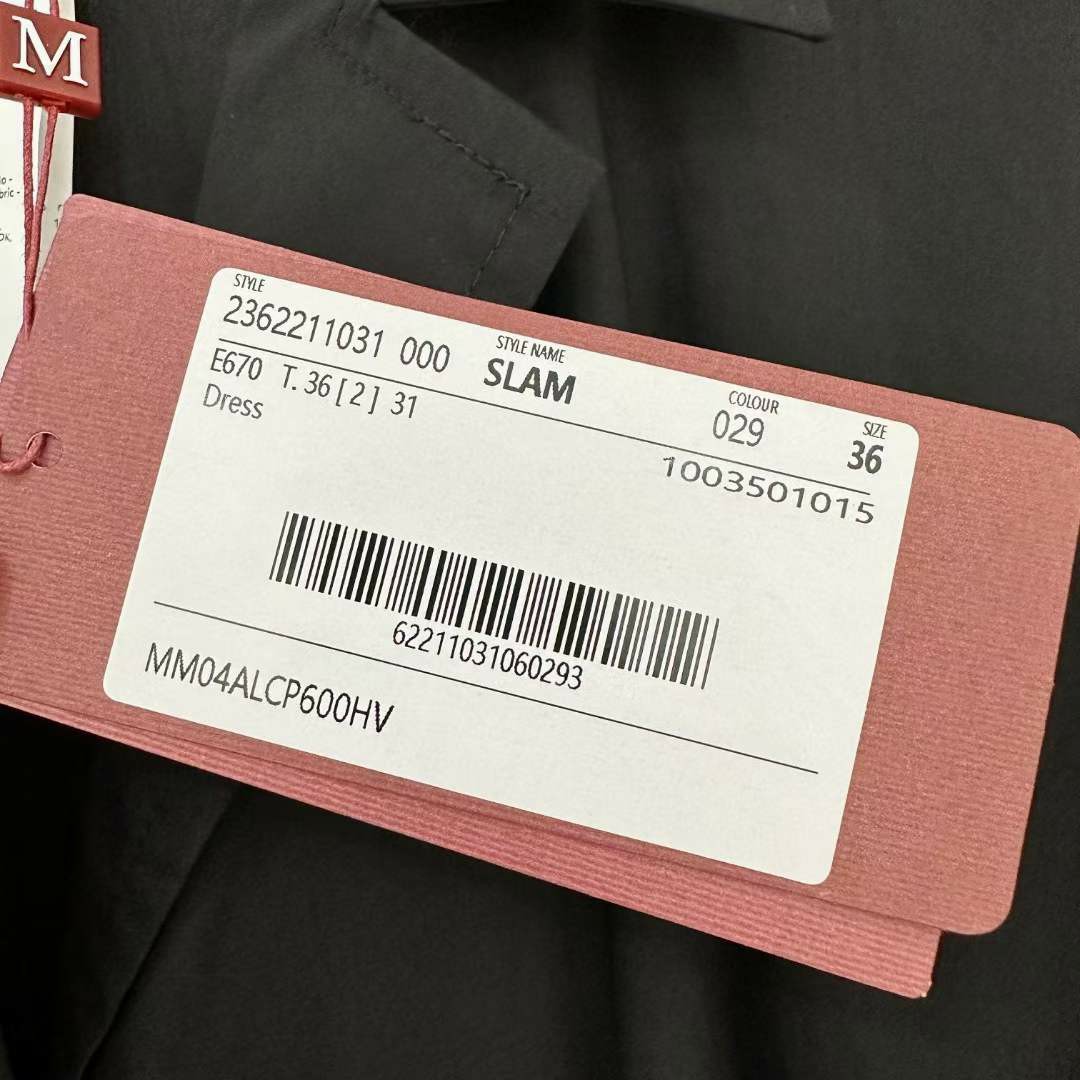 M
STYLE
2362211031 000
STYLE NAME
SLAM
COLOUR
029
SIZE
36
E670 T. 36 [ 2 ] 31
Dress
1003501015
62211031060293
MM04ALCP600HV